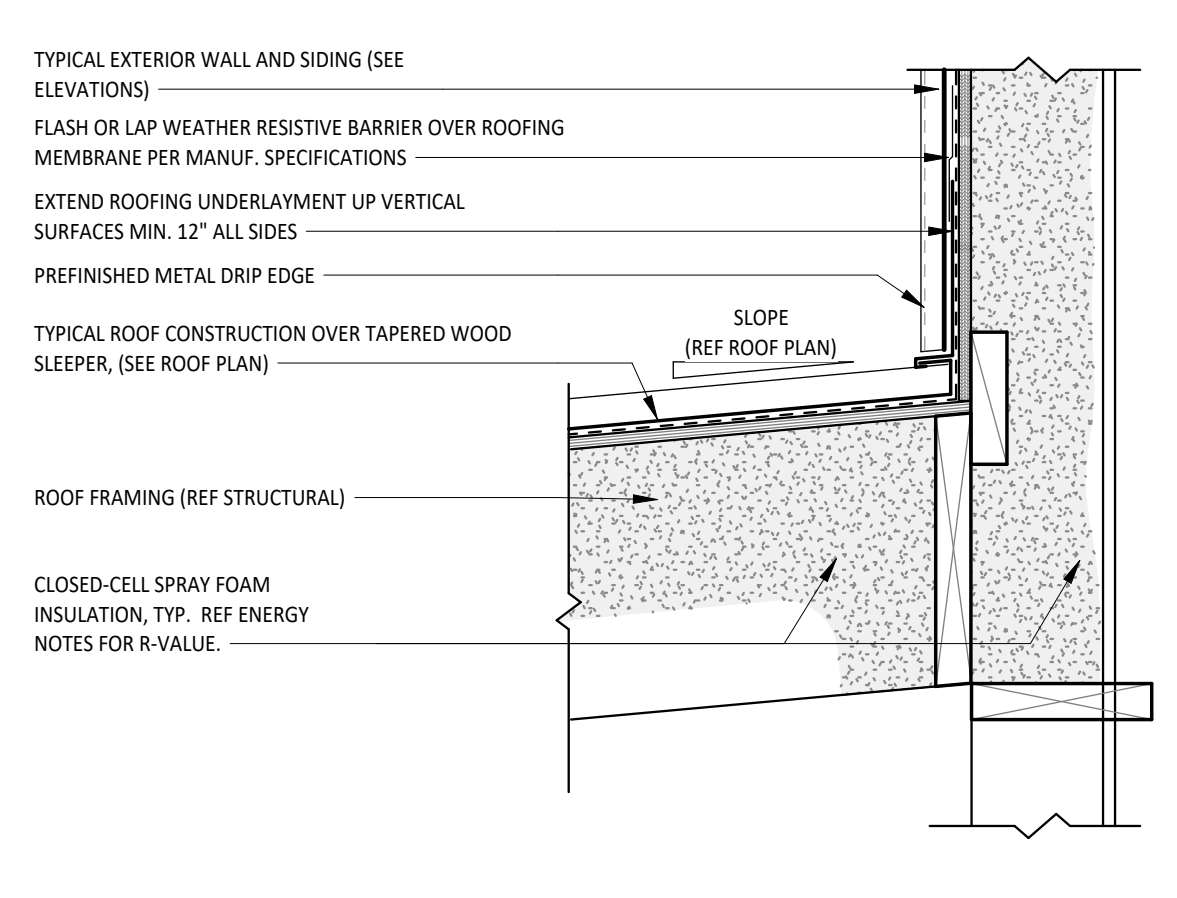 TYPICAL EXTERIOR WALL AND SIDING (SEE
ELEVATIONS)
FLASH OR LAP WEATHER RESISTIVE BARRIER OVER ROOFING
MEMBRANE PER MANUF. SPECIFICATIONS
EXTEND ROOFING UNDERLAYMENT UP VERTICAL
SURFACES MIN. 12" ALL SIDES
PREFINISHED METAL DRIP EDGE
SLOPE
(REF ROOF PLAN)
TYPICAL ROOF CONSTRUCTION OVER TAPERED WOOD
SLEEPER, (SEE ROOF PLAN)
ROOF FRAMING (REF STRUCTURAL)
CLOSED-CELL SPRAY FOAM
INSULATION, TYP. REF ENERGY
NOTES FOR R-VALUE.